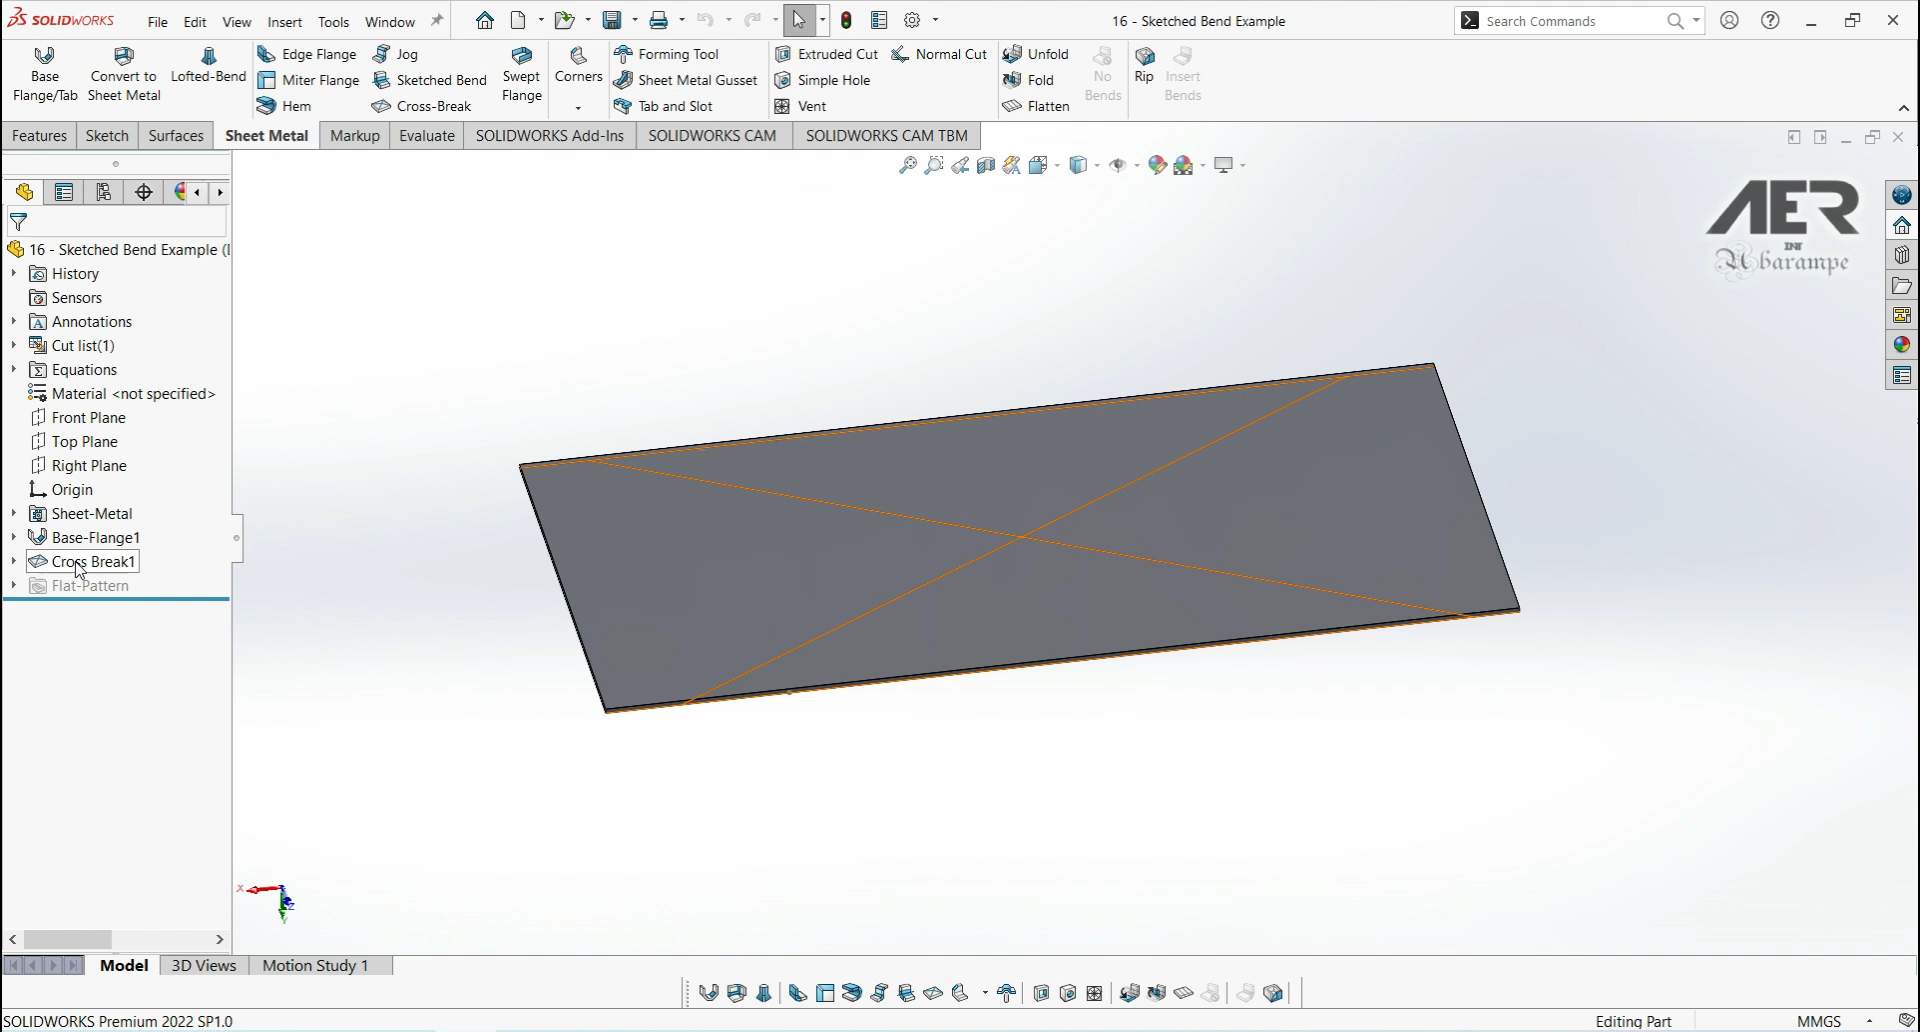 SOLIDWORKS File Edit View Insert Tools Window 16 - Sketched Bend Example Search Commands
Base Flange/Tab
Convert to Sheet Metal
Lofted-Bend
Edge Flange
Miter Flange
Hem
Jog
Sketched Bend
Cross-Break
Swept Flange
Corners
Forming Tool
Sheet Metal Gusset
Tab and Slot
Extruded Cut
Simple Hole
Vent
Normal Cut
Unfold
Fold
Flatten
No Bends
Rip
Insert Bends
Features Sketch Surfaces Sheet Metal Markup Evaluate SOLIDWORKS Add-Ins SOLIDWORKS CAM SOLIDWORKS CAM TBM
AER
INT
Abarampe
16 - Sketched Bend Example (
History
Sensors
Annotations
Cut list(1)
Equations
Material <not specified>
Front Plane
Top Plane
Right Plane
Origin
Sheet-Metal
Base-Flange1
Cross Break1
Flat-Pattern
X
Z
Y
Model 3D Views Motion Study 1
SOLIDWORKS Premium 2022 SP1.0 Editing Part MMGS